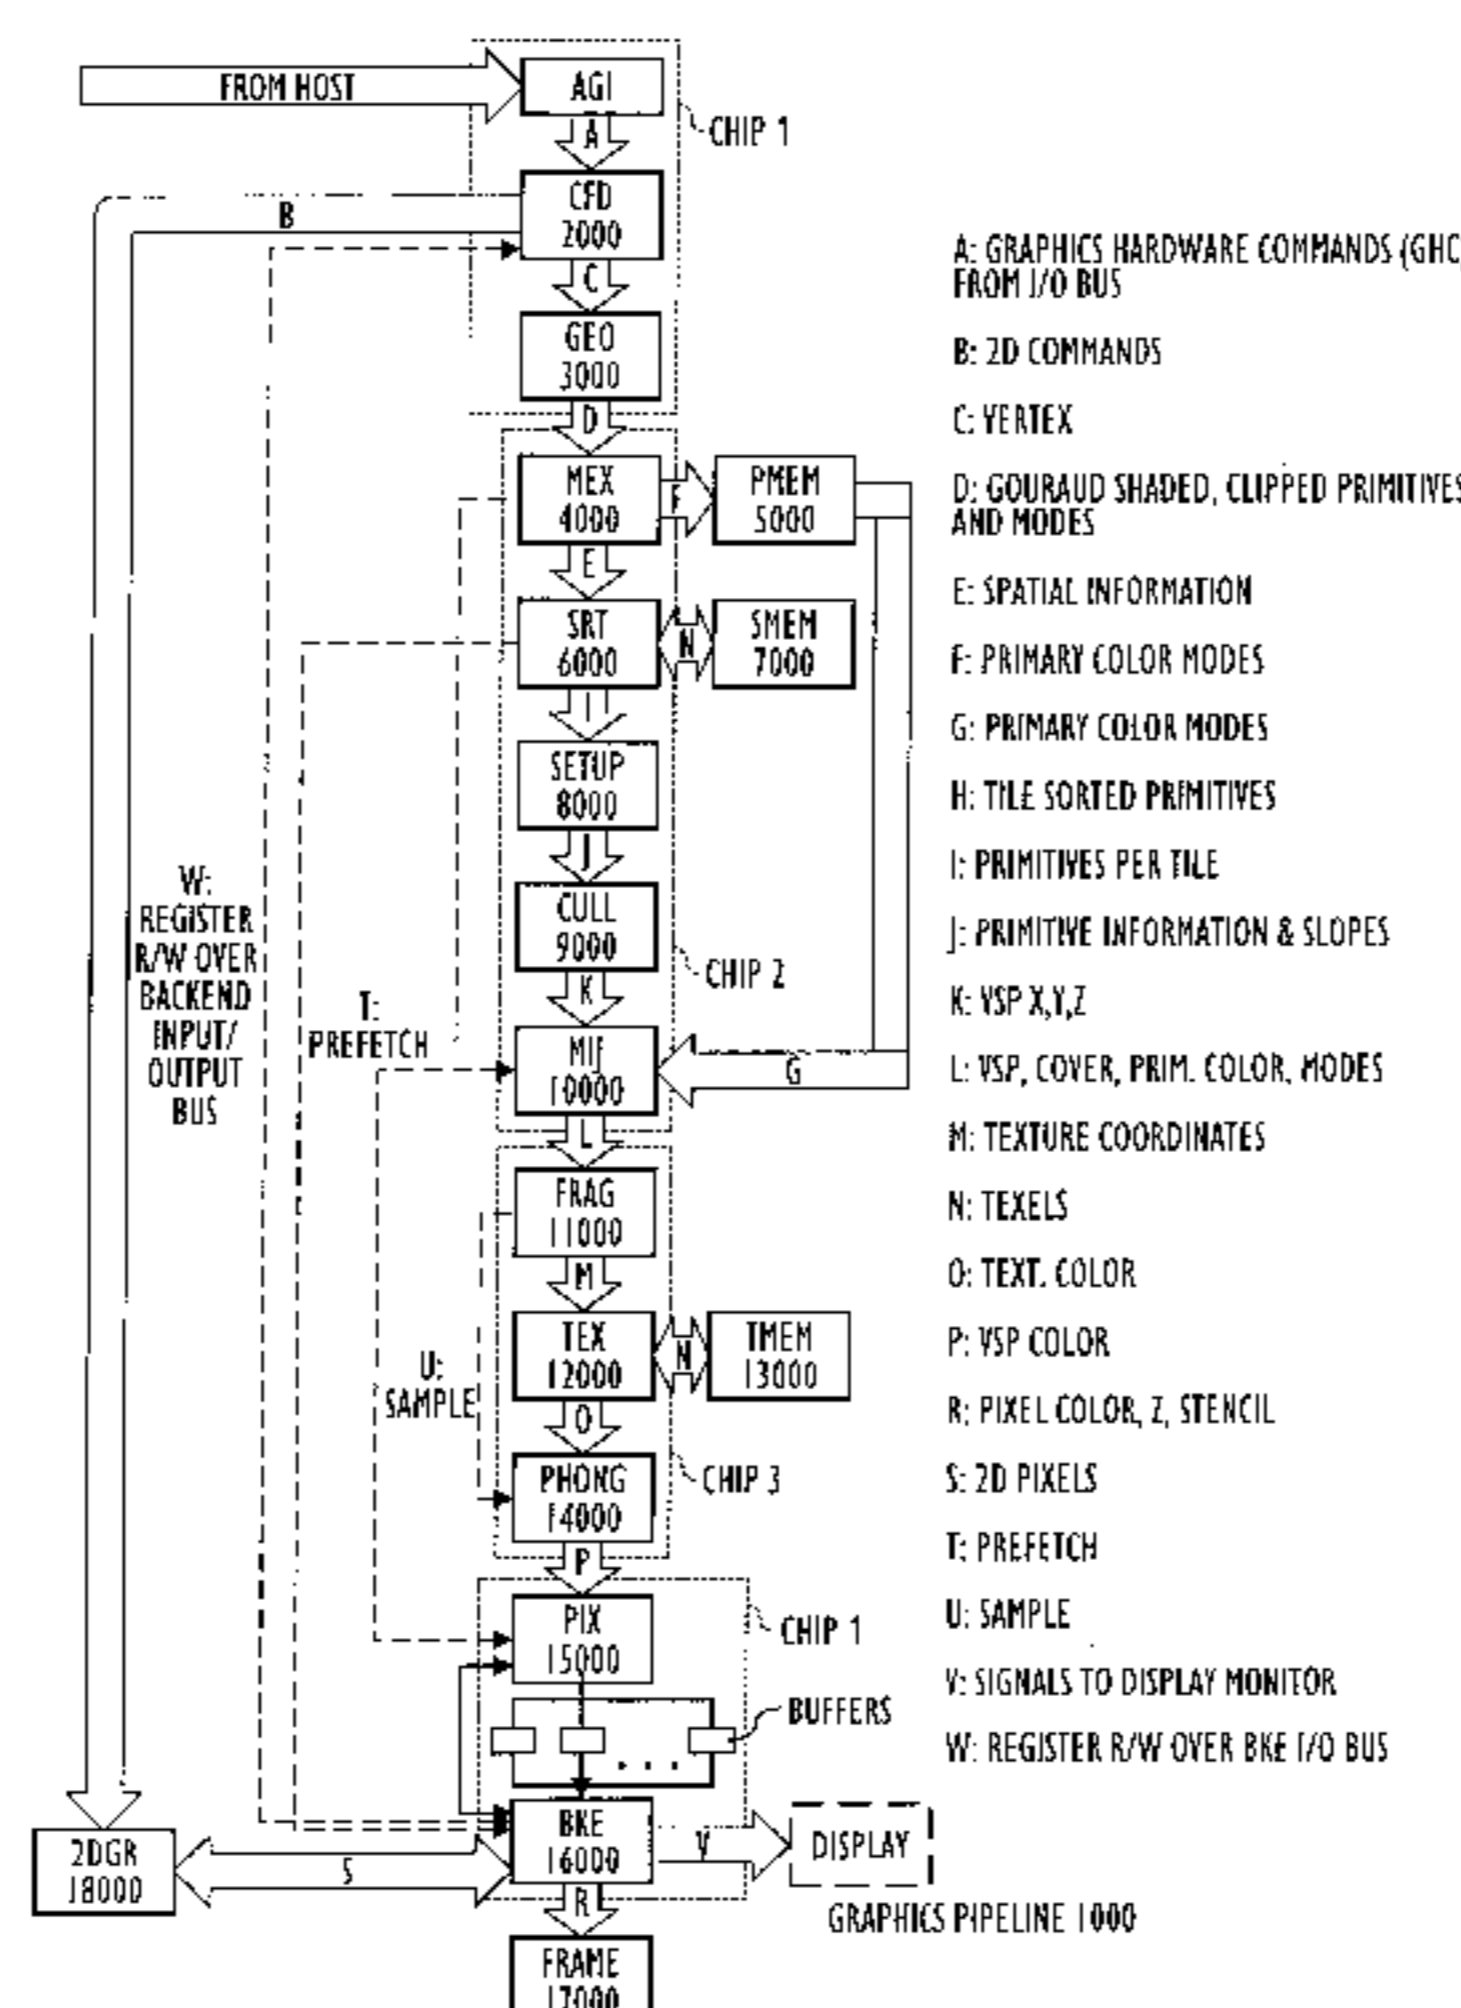 FROM HOST
AGI
A
CHIP 1
CFD
2000
B
C
GEO
3000
D
MEX
4000
F
PMEM
5000
E
SRT
6000
N
SMEM
7000
I
SETUP
8000
J
CULL
9000
K
CHIP 2
W:
REGISTER
R/W OVER
BACKEND
INPUT/
OUTPUT
BUS
T:
PREFETCH
MIJ
10000
G
L
FRAG
11000
M
TEX
12000
N
TMEM
13000
U:
SAMPLE
O
PHONG
14000
CHIP 3
P
PIX
15000
CHIP 1
BUFFERS
. . .
BKE
16000
V
DISPLAY
2DGR
18000
S
R
FRAME
17000
GRAPHICS PIPELINE 1000
A: GRAPHICS HARDWARE COMMANDS (GHC
FROM I/O BUS
B: 2D COMMANDS
C: VERTEX
D: GOURAUD SHADED, CLIPPED PRIMITIVES
AND MODES
E: SPATIAL INFORMATION
F: PRIMARY COLOR MODES
G: PRIMARY COLOR MODES
H: TILE SORTED PRIMITIVES
I: PRIMITIVES PER TILE
J: PRIMITIVE INFORMATION & SLOPES
K: VSP X,Y,Z
L: VSP, COVER, PRIM. COLOR, MODES
M: TEXTURE COORDINATES
N: TEXELS
O: TEXT. COLOR
P: VSP COLOR
R: PIXEL COLOR, Z, STENCIL
S: 2D PIXELS
T: PREFETCH
U: SAMPLE
V: SIGNALS TO DISPLAY MONITOR
W: REGISTER R/W OVER BKE I/O BUS